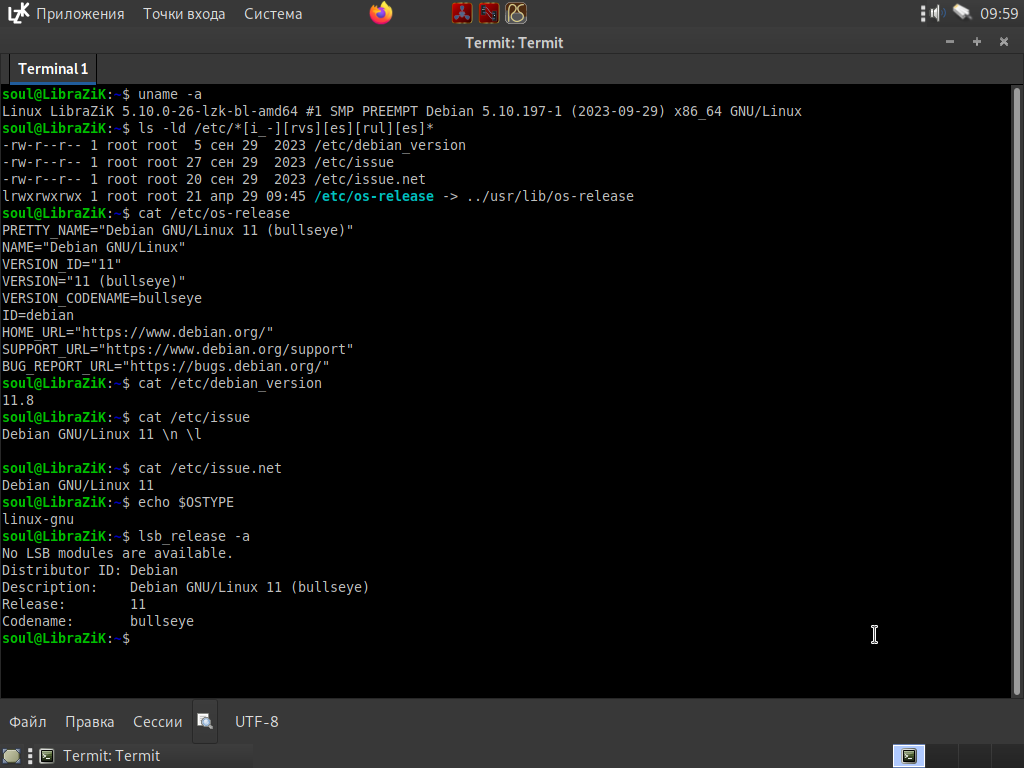 LZK Приложения Точки входа Система 09:59
Termit: Termit
Terminal 1
soul@LibraZiK:~$ uname -a
Linux LibraZiK 5.10.0-26-lzk-bl-amd64 #1 SMP PREEMPT Debian 5.10.197-1 (2023-09-29) x86_64 GNU/Linux
soul@LibraZiK:~$ ls -ld /etc/*[i_-][rvs][es][rul][es]*
-rw-r--r-- 1 root root  5 сен 29  2023 /etc/debian_version
-rw-r--r-- 1 root root 27 сен 29  2023 /etc/issue
-rw-r--r-- 1 root root 20 сен 29  2023 /etc/issue.net
lrwxrwxrwx 1 root root 21 апр 29 09:45 /etc/os-release -> ../usr/lib/os-release
soul@LibraZiK:~$ cat /etc/os-release
PRETTY_NAME="Debian GNU/Linux 11 (bullseye)"
NAME="Debian GNU/Linux"
VERSION_ID="11"
VERSION="11 (bullseye)"
VERSION_CODENAME=bullseye
ID=debian
HOME_URL="https://www.debian.org/"
SUPPORT_URL="https://www.debian.org/support"
BUG_REPORT_URL="https://bugs.debian.org/"
soul@LibraZiK:~$ cat /etc/debian_version
11.8
soul@LibraZiK:~$ cat /etc/issue
Debian GNU/Linux 11 \n \l
soul@LibraZiK:~$ cat /etc/issue.net
Debian GNU/Linux 11
soul@LibraZiK:~$ echo $OSTYPE
linux-gnu
soul@LibraZiK:~$ lsb_release -a
No LSB modules are available.
Distributor ID: Debian
Description:    Debian GNU/Linux 11 (bullseye)
Release:        11
Codename:       bullseye
soul@LibraZiK:~$
Файл Правка Сессии UTF-8
Termit: Termit